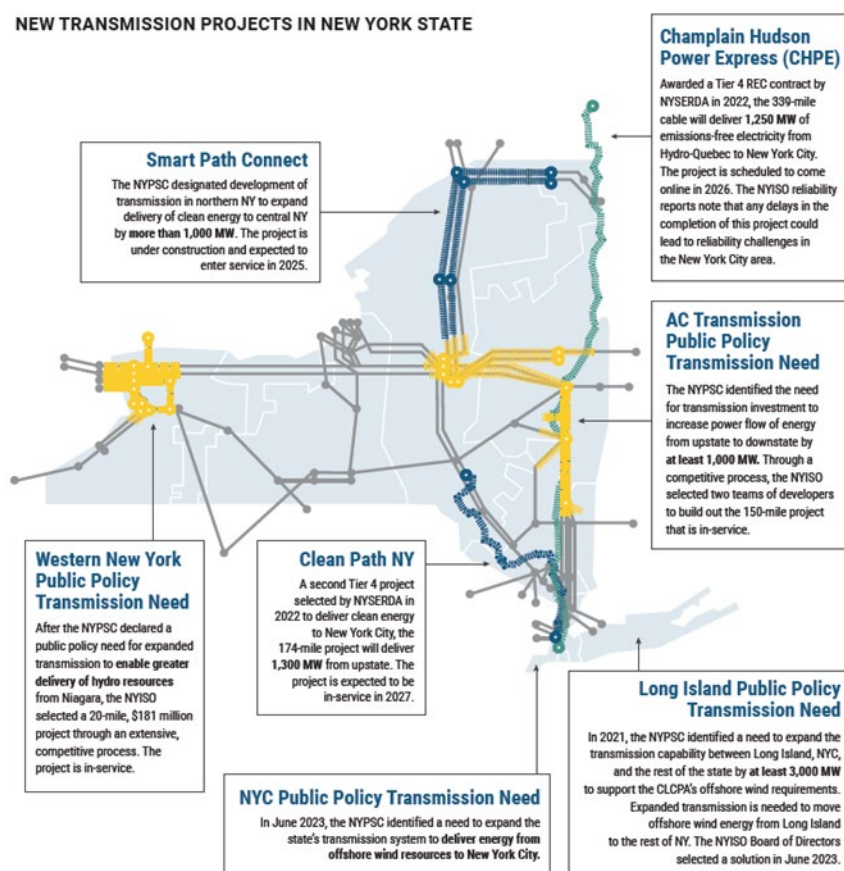 NEW TRANSMISSION PROJECTS IN NEW YORK STATE
Champlain Hudson
Power Express (CHPE)
Awarded a Tier 4 REC contract by
NYSERDA in 2022, the 339-mile
cable will deliver 1,250 MW of
emissions-free electricity from
Hydro-Quebec to New York City.
The project is scheduled to come
online in 2026. The NYISO reliability
reports note that any delays in the
completion of this project could
lead to reliability challenges in
the New York City area.
Smart Path Connect
The NYPSC designated development of
transmission in northern NY to expand
delivery of clean energy to central NY
by more than 1,000 MW. The project is
under construction and expected to
enter service in 2025.
AC Transmission
Public Policy
Transmission Need
The NYPSC identified the need
for transmission investment to
increase power flow of energy
from upstate to downstate by
at least 1,000 MW. Through a
competitive process, the NYISO
selected two teams of developers
to build out the 150-mile project
that is in-service.
Western New York
Public Policy
Transmission Need
After the NYPSC declared a
public policy need for expanded
transmission to enable greater
delivery of hydro resources
from Niagara, the NYISO
selected a 20-mile, $181 million
project through an extensive,
competitive process. The
project is in-service.
Clean Path NY
A second Tier 4 project
selected by NYSERDA in
2022 to deliver clean energy
to New York City, the
174-mile project will deliver
1,300 MW from upstate. The
project is expected to be
in-service in 2027.
Long Island Public Policy
Transmission Need
In 2021, the NYPSC identified a need to expand the
transmission capability between Long Island, NYC,
and the rest of the state by at least 3,000 MW
to support the CLCPA's offshore wind requirements.
Expanded transmission is needed to move
offshore wind energy from Long Island
to the rest of NY. The NYISO Board of Directors
selected a solution in June 2023.
NYC Public Policy Transmission Need
In June 2023, the NYPSC identified a need to expand the
state's transmission system to deliver energy from
offshore wind resources to New York City.